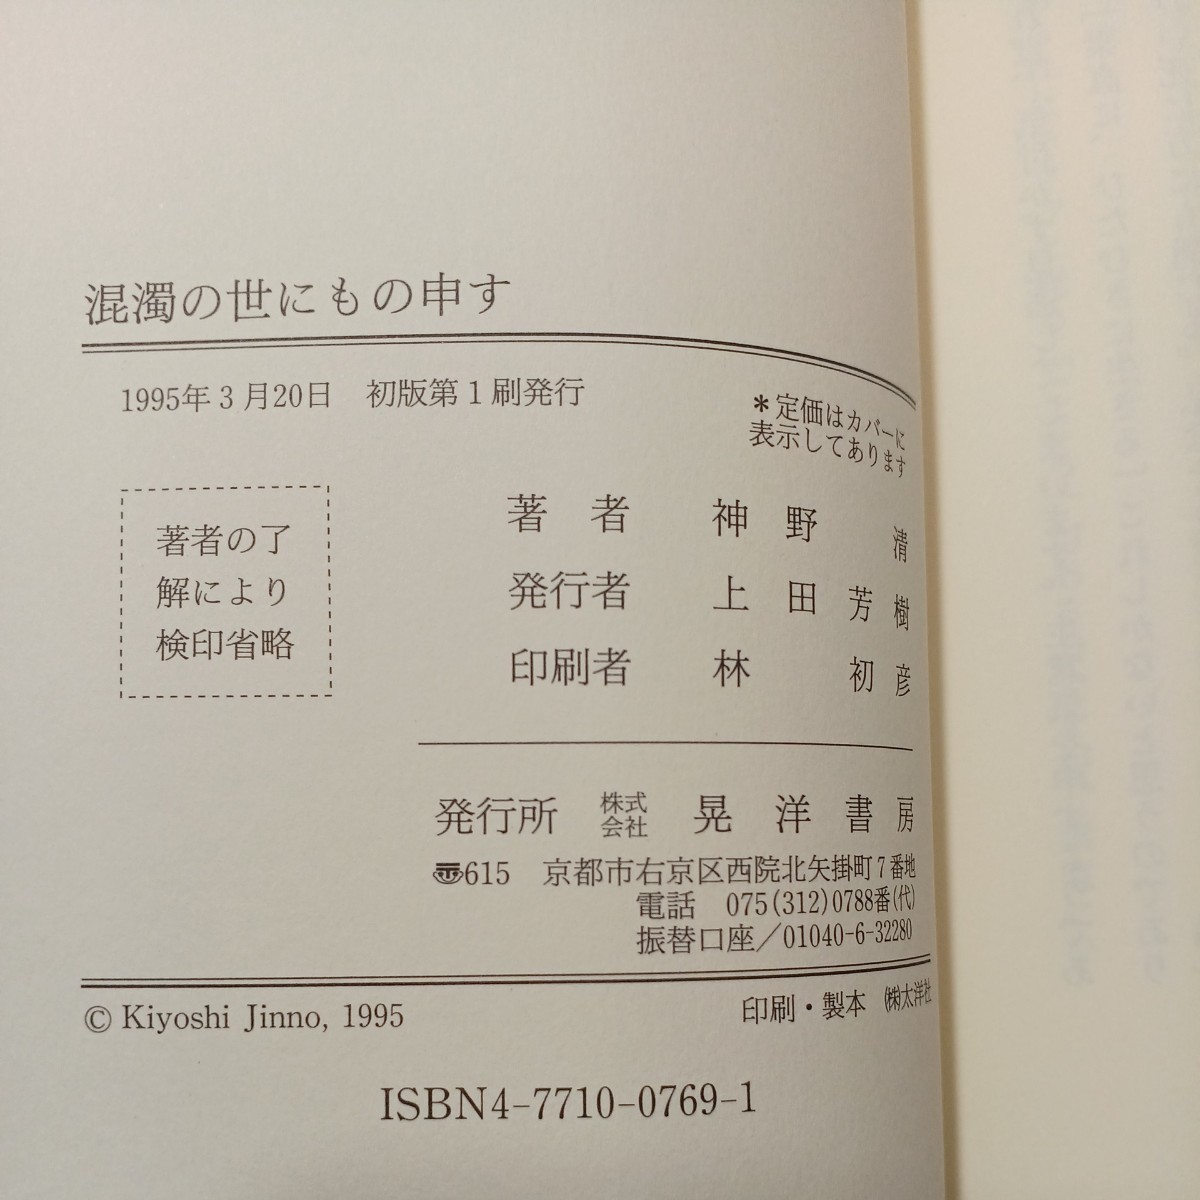 混濁の世にもの申す
1995年3月20日　初版第1刷発行
＊定価はカバーに
表示してあります
著者の了
解により
検印省略
著　者　神　野　清
発行者　上　田　芳　樹
印刷者　林　初　彦
発行所　株式会社　晃　洋　書　房
〒615　京都市右京区西院北矢掛町7番地
電話　075(312)0788番(代)
振替口座／01040-6-32280
© Kiyoshi Jinno, 1995
印刷・製本　㈱太洋社
ISBN4-7710-0769-1